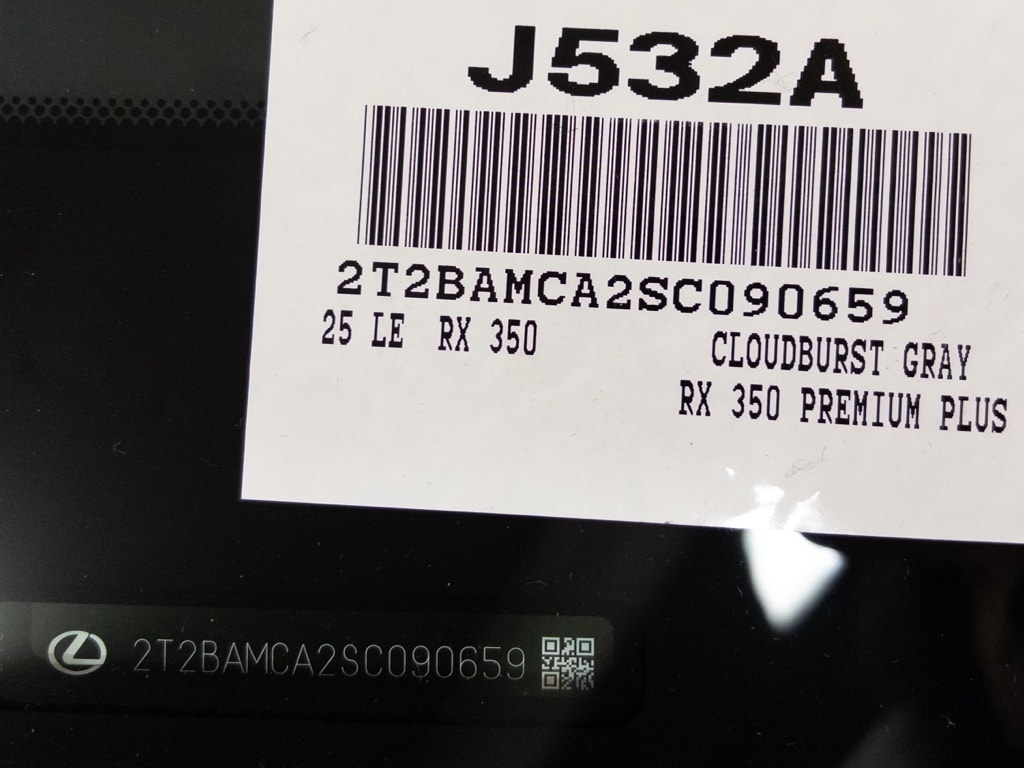 J532A
2T2BAMCA2SC090659
25 LE RX 350 CLOUDBURST GRAY
RX 350 PREMIUM PLUS
2T2BAMCA2SC090659